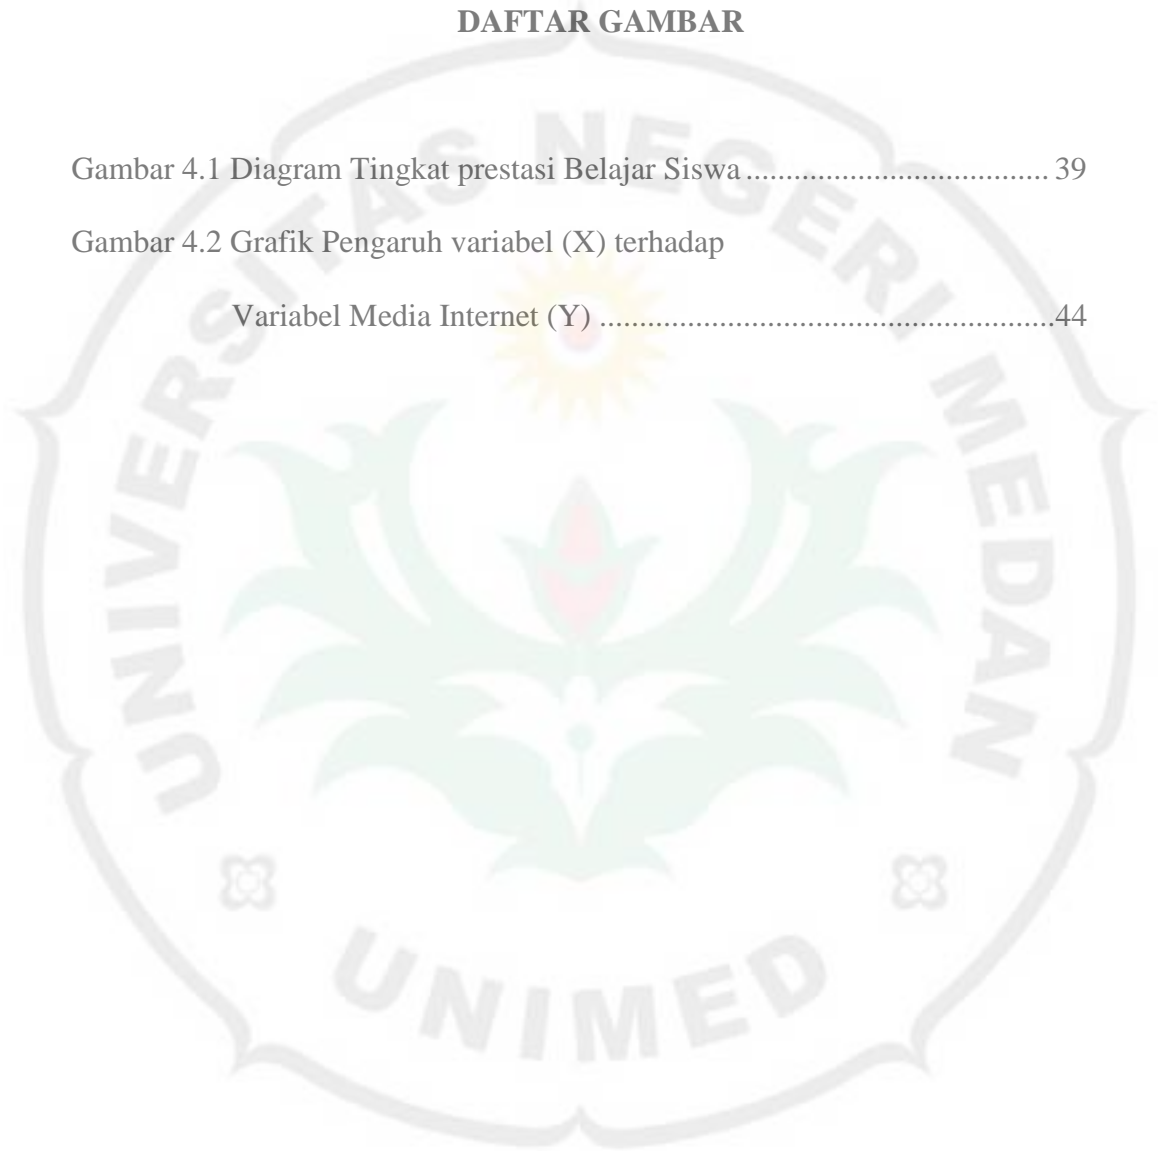 DAFTAR GAMBAR
Gambar 4.1 Diagram Tingkat prestasi Belajar Siswa ...................................... 39
Gambar 4.2 Grafik Pengaruh variabel (X) terhadap
Variabel Media Internet (Y) .........................................................44
UNIVERSITAS NEGERI MEDAN
UNIMED